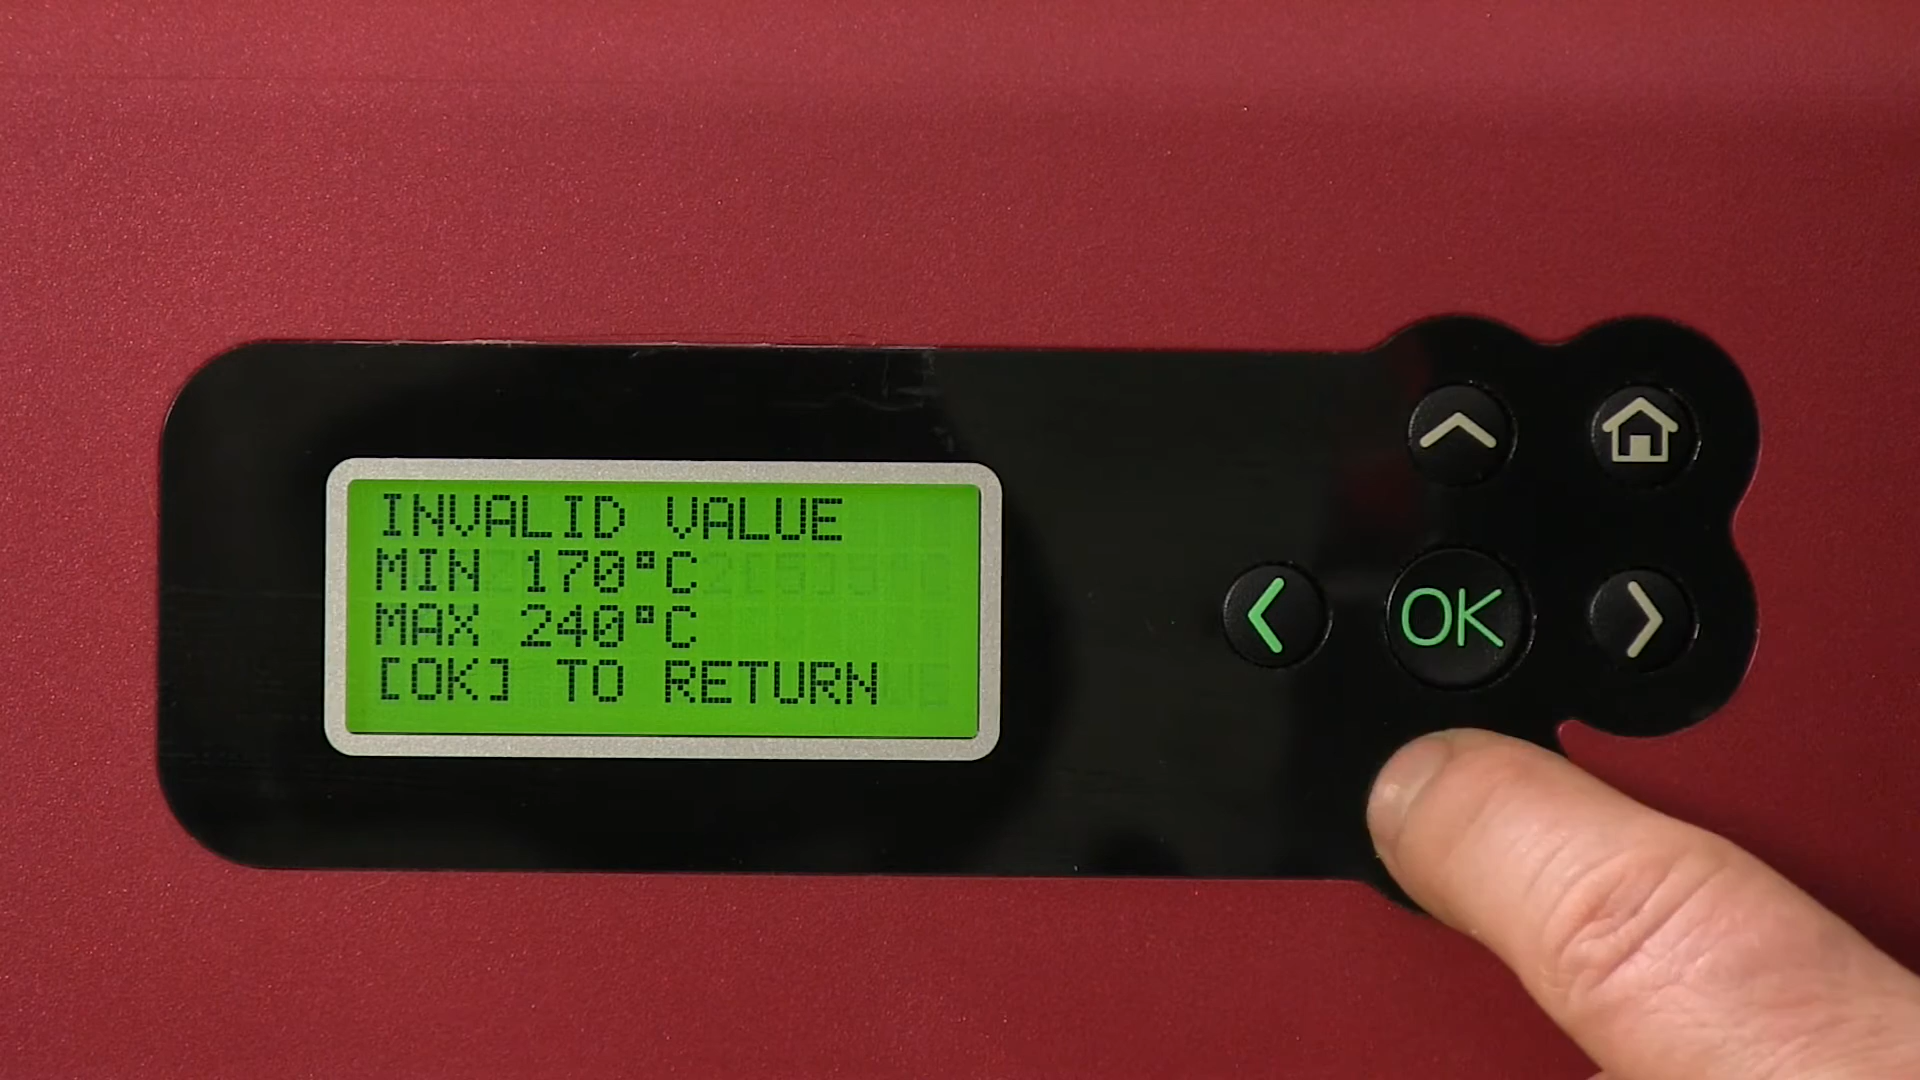 INVALID VALUE
MIN 170°C
MAX 240°C
[OK] TO RETURN
OK